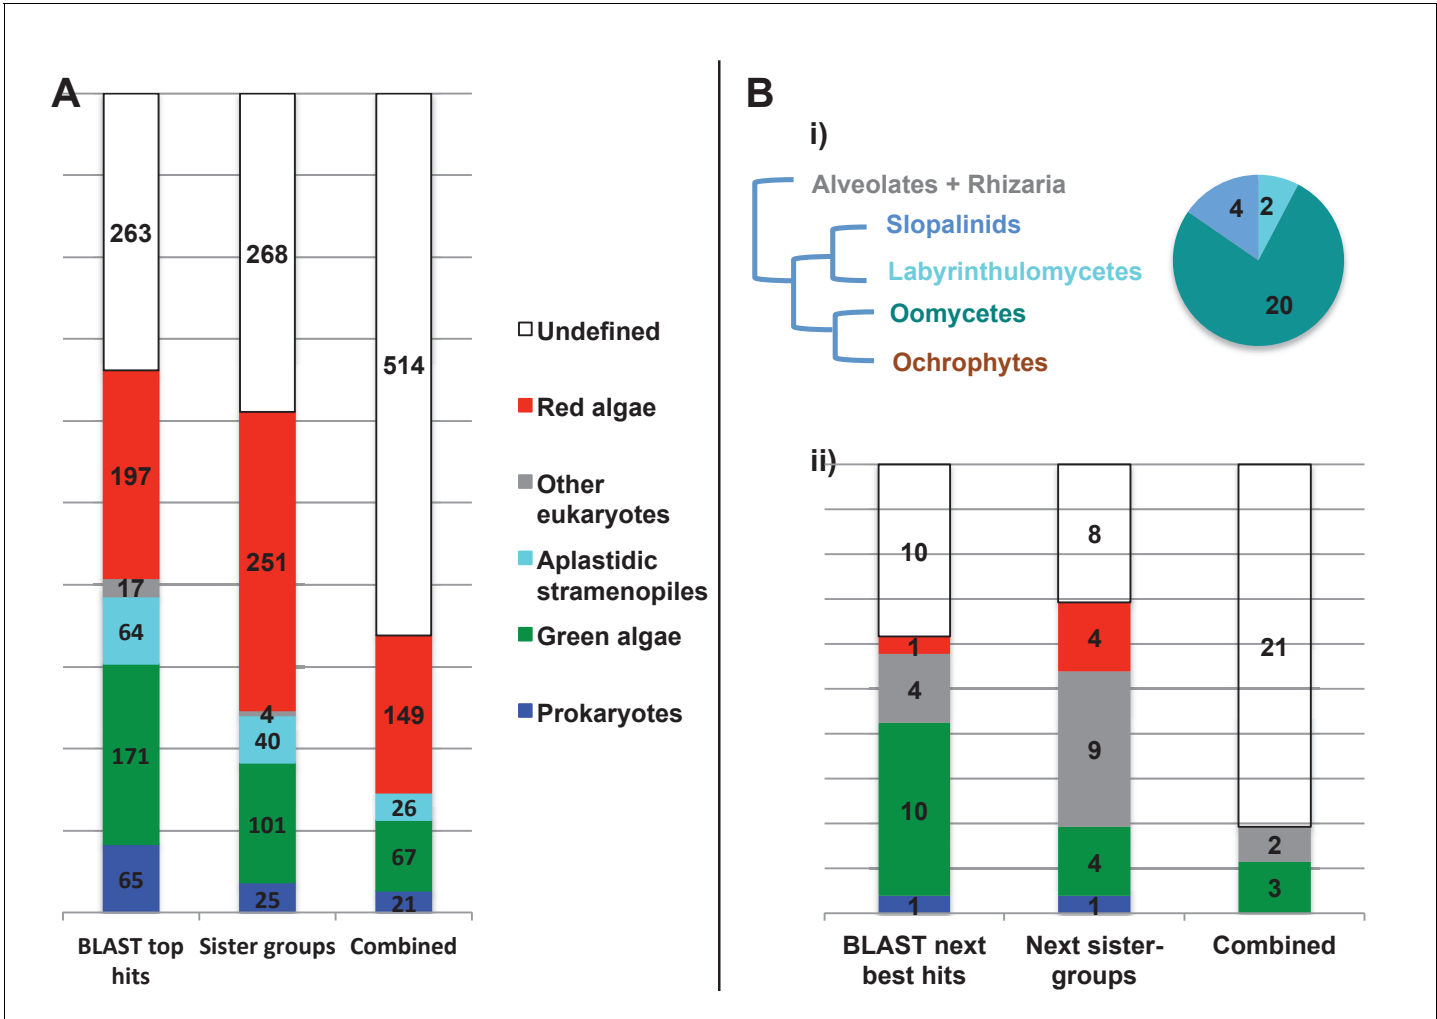 A
263
268
514
197
251
149
17
4
64
40
26
171
101
67
65
25
21
BLAST top
hits
Sister groups
Combined
Undefined
Red algae
Other
eukaryotes
Aplastidic
stramenopiles
Green algae
Prokaryotes
B
i)
Alveolates + Rhizaria
Slopalinids
Labyrinthulomycetes
Oomycetes
Ochrophytes
4
2
20
ii)
10
8
21
1
4
4
9
2
10
4
3
1
1
BLAST next
best hits
Next sister-
groups
Combined